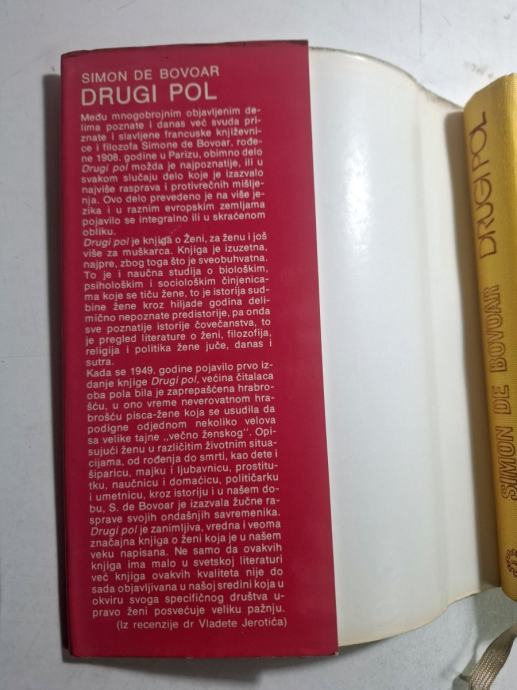 SIMON DE BOVOAR
DRUGI POL
Među mnogobrojnim objavljenim de-
lima poznate i danas već svuda pri-
znate i slavljene francuske književni-
ce i filozofa Simone de Bovoar, rođe-
ne 1908. godine u Parizu, obimno delo
Drugi pol možda je najpoznatije, ili u
svakom slučaju delo koje je izazvalo
najviše rasprava i protivrečnih mišlje-
nja. Ovo delo prevedeno je na više je-
zika i u raznim evropskim zemljama
pojavilo se integralno ili u skraćenom
obliku.
Drugi pol je knjiga o Ženi, za ženu i još
više za muškarca. Knjiga je izuzetna,
najpre, zbog toga što je sveobuhvatna.
To je i naučna studija o biološkim,
psihološkim i sociološkim činjenica-
ma koje se tiču žene, to je istorija sud-
bine žene kroz hiljade godina deli-
mično nepoznate predistorije, pa onda
sve poznatije istorije čovečanstva, to
je pregled literature o ženi, filozofija,
religija i politika žene juče, danas i
sutra.
Kada se 1949. godine pojavilo prvo iz-
danje knjige Drugi pol, većina čitalaca
oba pola bila je zaprepašćena hrabro-
šću, u ono vreme neverovatnom hra-
brošću pisca-žene koja se usudila da
podigne odjednom nekoliko velova
sa velike tajne „večno ženskog". Opi-
sujući ženu u različitim životnim situa-
cijama, od rođenja do smrti, kao dete i
šiparicu, majku i ljubavnicu, prostitu-
tku, naučnicu i domaćicu, političarku
i umetnicu, kroz istoriju i u našem do-
bu, S. de Bovoar je izazvala žučne ra-
sprave svojih ondašnjih savremenika.
Drugi pol je zanimljiva, vredna i veoma
značajna knjiga o ženi koja je u našem
veku napisana. Ne samo da ovakvih
knjiga ima malo u svetskoj literaturi
već knjiga ovakvih kvaliteta nije do
sada objavljivana u našoj sredini koja u
okviru svoga specifičnog društva u-
pravo ženi posvećuje veliku pažnju.
(Iz recenzije dr Vladete Jerotića)
SIMON DE BOVOAR DRUGI POL